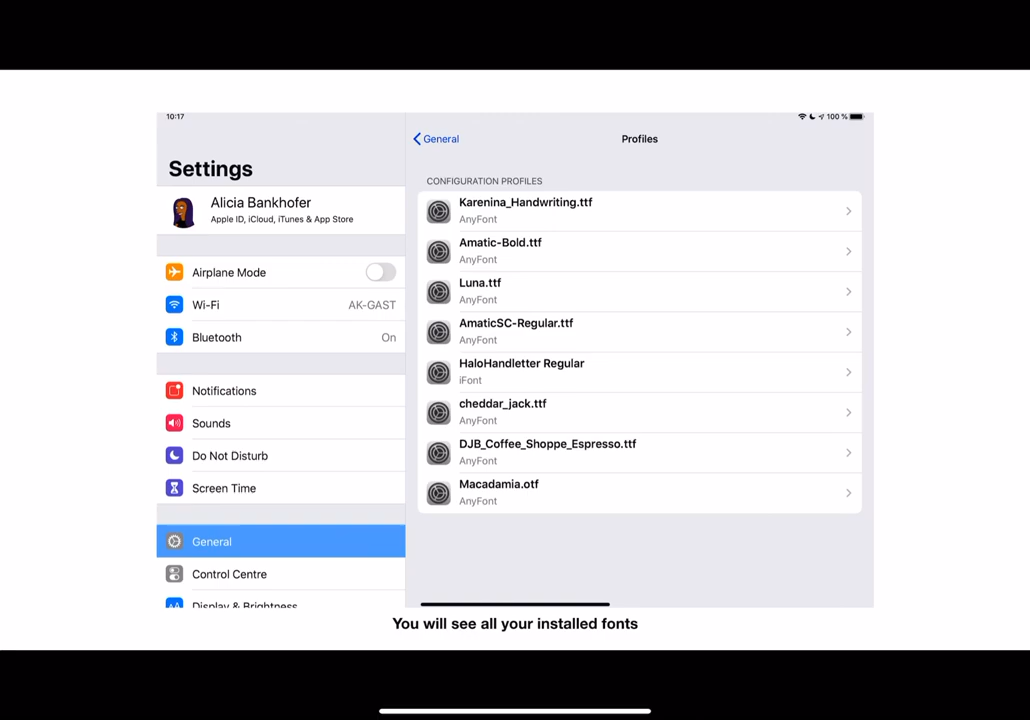 10:17
100 %
Settings
Alicia Bankhofer
Apple ID, iCloud, iTunes & App Store
Airplane Mode
Wi-Fi AK-GAST
Bluetooth On
Notifications
Sounds
Do Not Disturb
Screen Time
General
Control Centre
Display & Brightness
General Profiles
CONFIGURATION PROFILES
Karenina_Handwriting.ttf
AnyFont
Amatic-Bold.ttf
AnyFont
Luna.ttf
AnyFont
AmaticSC-Regular.ttf
AnyFont
HaloHandletter Regular
iFont
cheddar_jack.ttf
AnyFont
DJB_Coffee_Shoppe_Espresso.ttf
AnyFont
Macadamia.otf
AnyFont
You will see all your installed fonts